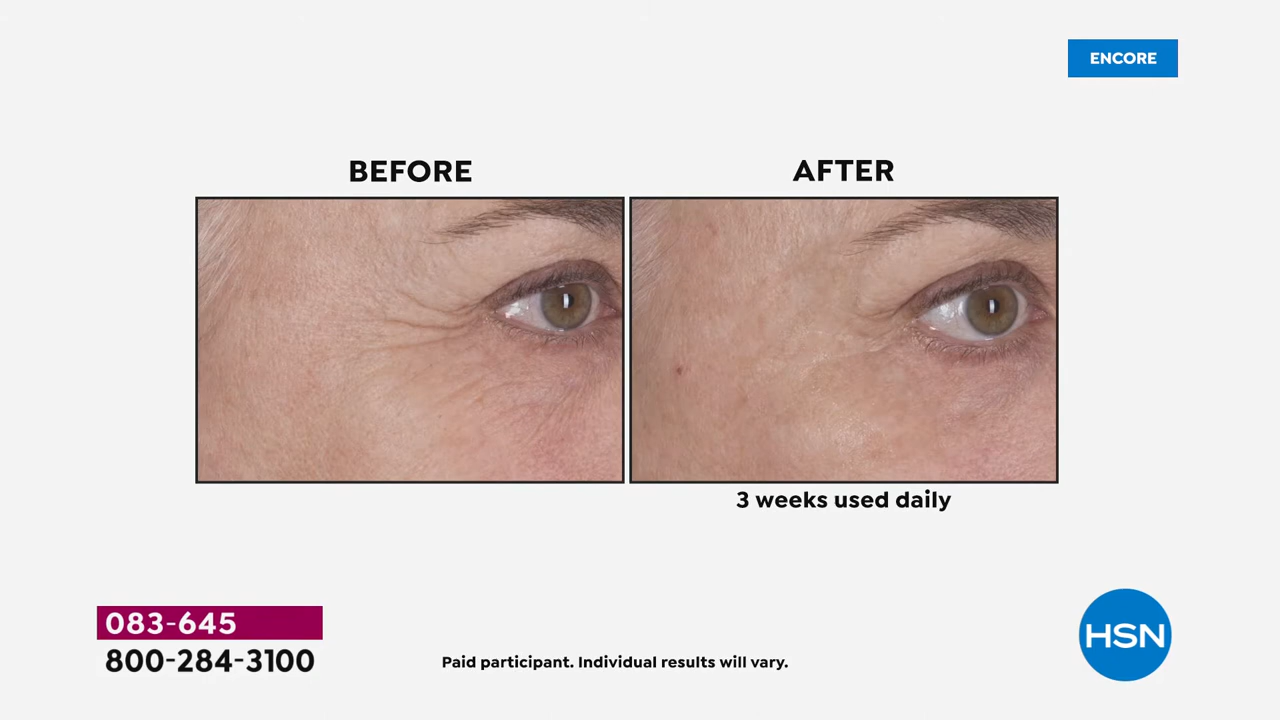 ENCORE
BEFORE
AFTER
3 weeks used daily
083-645
800-284-3100
Paid participant. Individual results will vary.
HSN